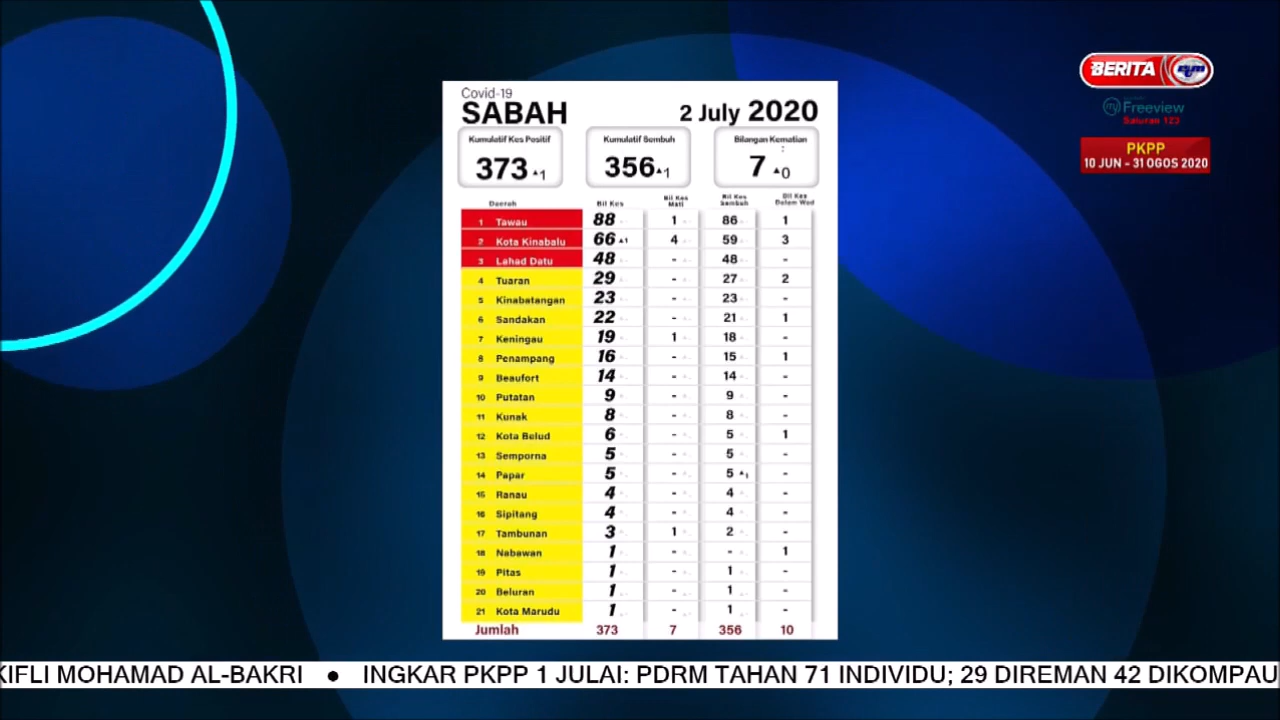 BERITA rtm
my Freeview
Saluran 123
PKPP
10 JUN - 31 OGOS 2020
Covid-19
SABAH 2 July 2020
Kumulatif Kes Positif Kumulatif Sembuh Bilangan Kematian :
373 ▲1 356 ▲1 7 ▲0
Daerah Bil Kes Bil Kes Mati Bil Kes Sembuh Bil Kes Dalam Wad
1 Tawau 88 1 86 1
2 Kota Kinabalu 66 ▲1 4 59 3
3 Lahad Datu 48 - 48 -
4 Tuaran 29 - 27 2
5 Kinabatangan 23 - 23 -
6 Sandakan 22 - 21 1
7 Keningau 19 1 18 -
8 Penampang 16 - 15 1
9 Beaufort 14 - 14 -
10 Putatan 9 - 9 -
11 Kunak 8 - 8 -
12 Kota Belud 6 - 5 1
13 Semporna 5 - 5 -
14 Papar 5 - 5 ▲1 -
15 Ranau 4 - 4 -
16 Sipitang 4 - 4 -
17 Tambunan 3 1 2 -
18 Nabawan 1 - - 1
19 Pitas 1 - 1 -
20 Beluran 1 - 1 -
21 Kota Marudu 1 - 1 -
Jumlah 373 7 356 10
KIFLI MOHAMAD AL-BAKRI ● INGKAR PKPP 1 JULAI: PDRM TAHAN 71 INDIVIDU; 29 DIREMAN 42 DIKOMPAU